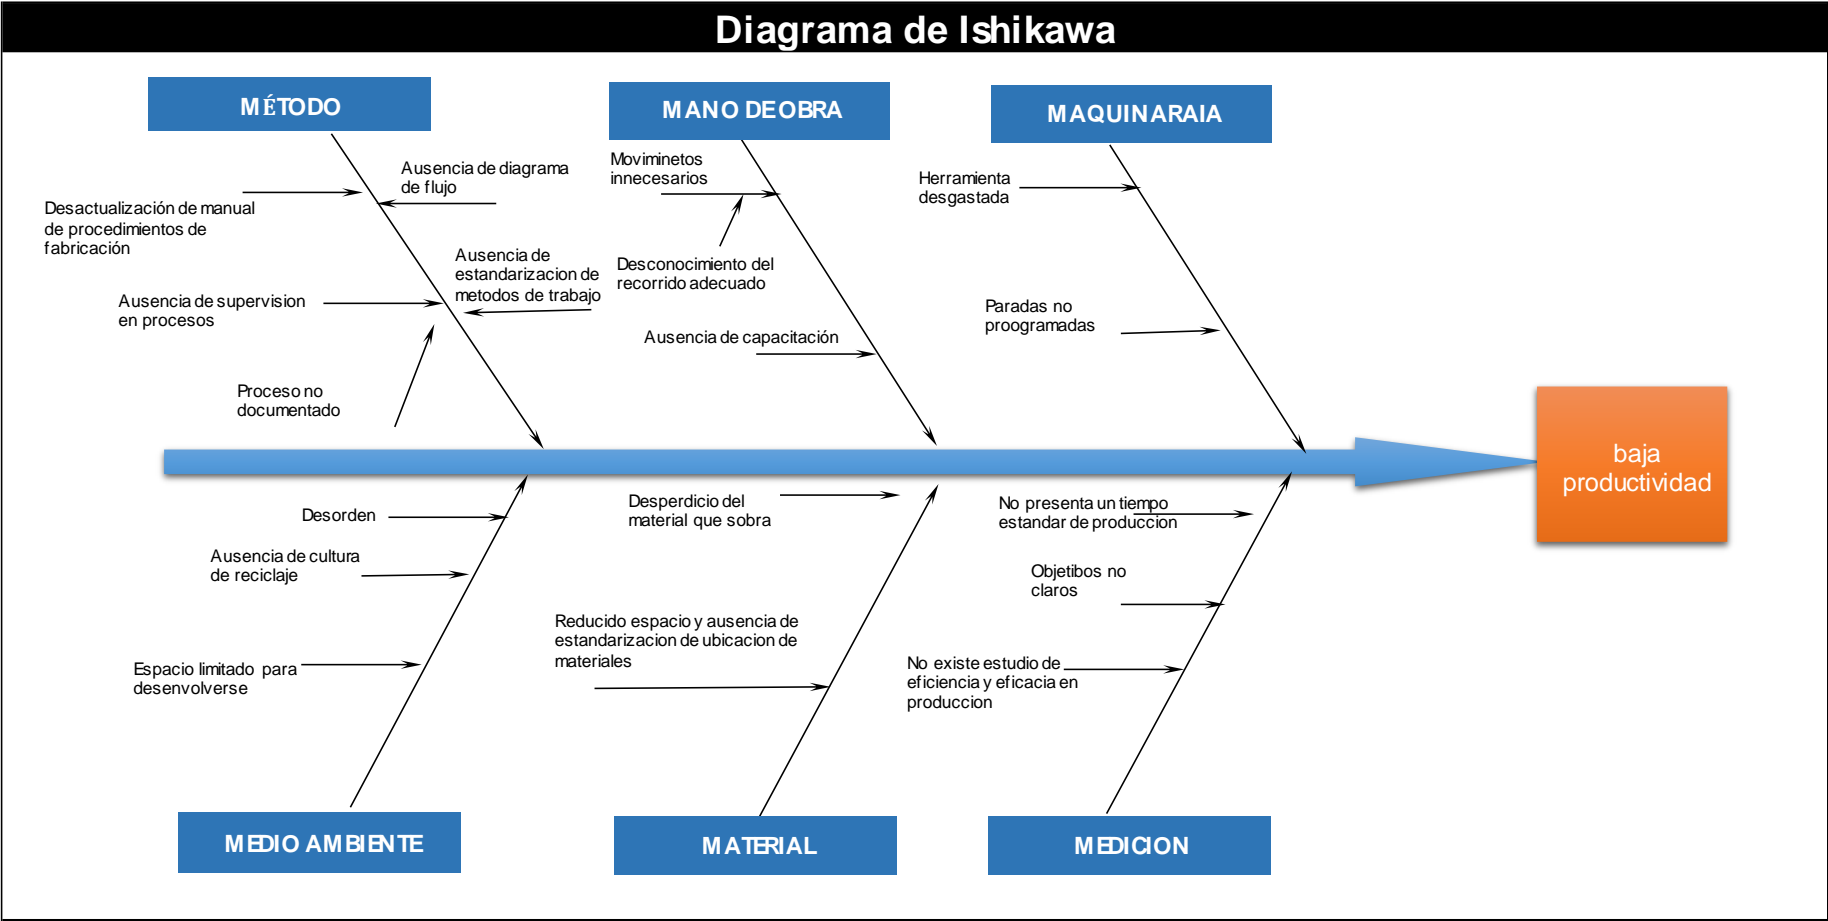 Diagrama de Ishikawa
MÉTODO
MANO DE OBRA
MAQUINARAIA
Ausencia de diagrama
de flujo
Desactualización de manual
de procedimientos de
fabricación
Ausencia de
estandarizacion de
metodos de trabajo
Ausencia de supervision
en procesos
Proceso no
documentado
Moviminetos
innecesarios
Desconocimiento del
recorrido adecuado
Ausencia de capacitación
Herramienta
desgastada
Paradas no
proogramadas
baja
productividad
Desorden
Ausencia de cultura
de reciclaje
Espacio limitado para
desenvolverse
Desperdicio del
material que sobra
Reducido espacio y ausencia de
estandarizacion de ubicacion de
materiales
No presenta un tiempo
estandar de produccion
Objetibos no
claros
No existe estudio de
eficiencia y eficacia en
produccion
MEDIO AMBIENTE
MATERIAL
MEDICION